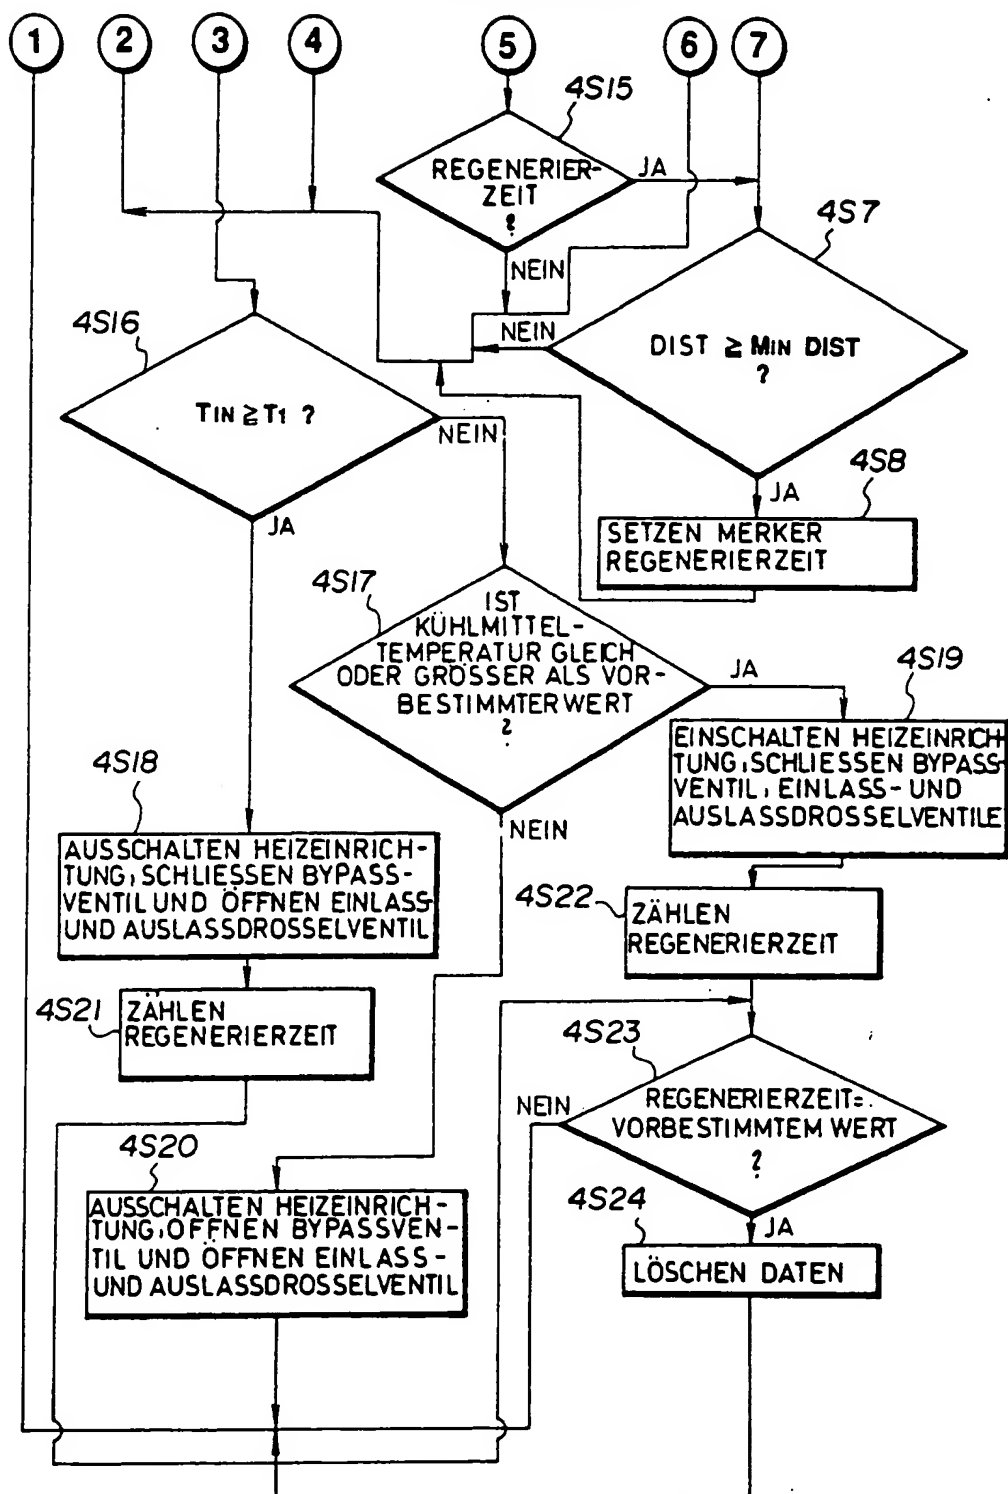 1 2 3 4 5 6 7
4S15
REGENERIER-
ZEIT
?
JA
NEIN
4S7
DIST ≧ MIN DIST
?
NEIN
JA
4S8
SETZEN MERKER
REGENERIERZEIT
4S16
TIN ≧ T1 ?
NEIN
JA
4S17
IST
KÜHLMITTEL-
TEMPERATUR GLEICH
ODER GRÖSSER ALS VOR-
BESTIMMTER WERT
?
JA
NEIN
4S19
EINSCHALTEN HEIZEINRICH-
TUNG, SCHLIESSEN BYPASS-
VENTIL, EINLASS- UND
AUSLASSDROSSELVENTILE
4S18
AUSSCHALTEN HEIZEINRICH-
TUNG, SCHLIESSEN BYPASS-
VENTIL UND ÖFFNEN EINLASS-
UND AUSLASSDROSSELVENTIL
4S22
ZÄHLEN
REGENERIERZEIT
4S21
ZÄHLEN
REGENERIERZEIT
4S23
REGENERIERZEIT=
VORBESTIMMTEM WERT
?
NEIN
JA
4S20
AUSSCHALTEN HEIZEINRICH-
TUNG, ÖFFNEN BYPASSVEN-
TIL UND ÖFFNEN EINLASS-
UND AUSLASSDROSSELVENTIL
4S24
LÖSCHEN DATEN